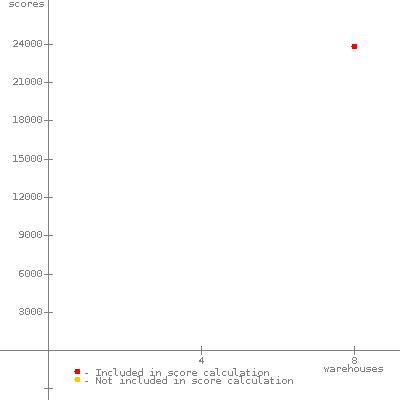 scores
24000
21000
18000
15000
12000
9000
6000
3000
4
8
warehouses
- Included in score calculation
- Not included in score calculation